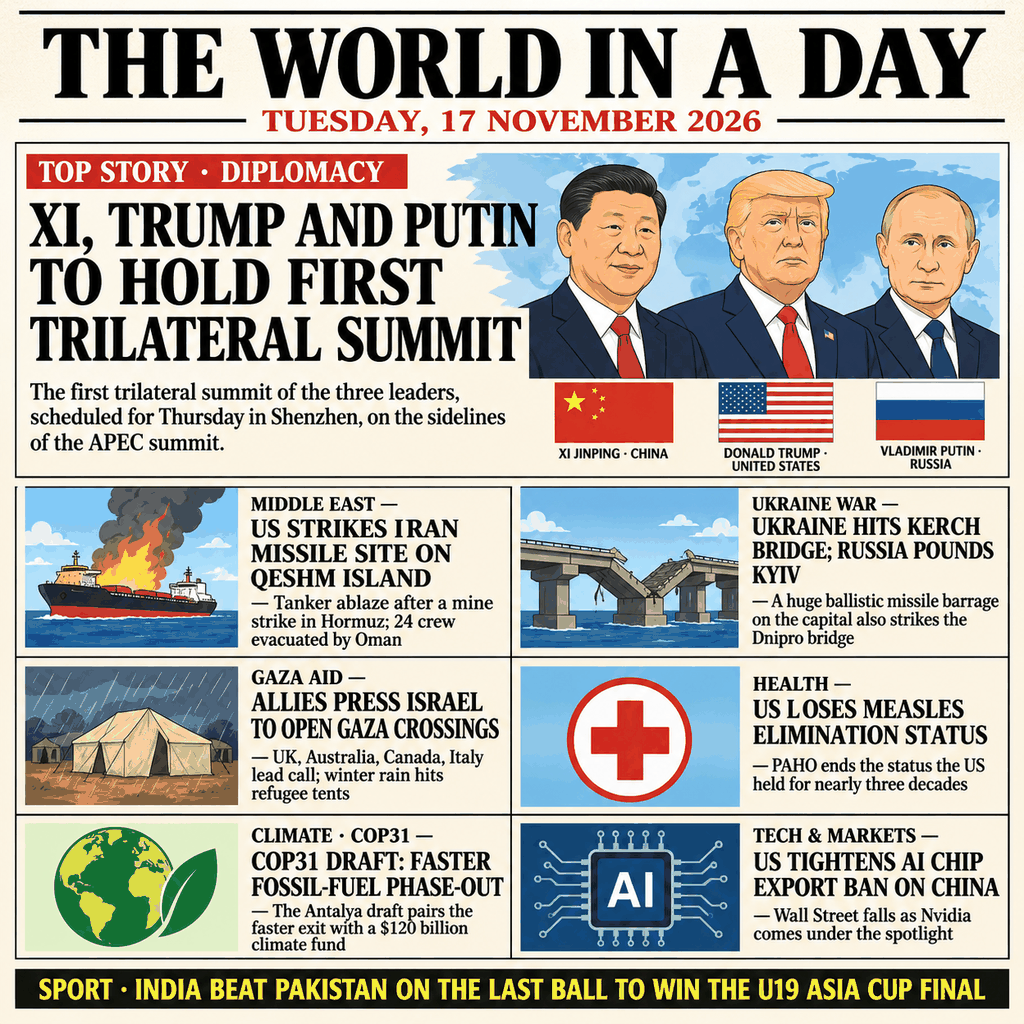 THE WORLD IN A DAY
TUESDAY, 17 NOVEMBER 2026
TOP STORY · DIPLOMACY
XI, TRUMP AND PUTIN
TO HOLD FIRST
TRILATERAL SUMMIT
The first trilateral summit of the three leaders,
scheduled for Thursday in Shenzhen, on the sidelines
of the APEC summit.
XI JINPING · CHINA
DONALD TRUMP ·
UNITED STATES
VLADIMIR PUTIN ·
RUSSIA
MIDDLE EAST —
US STRIKES IRAN
MISSILE SITE ON
QESHM ISLAND
— Tanker ablaze after a mine
strike in Hormuz; 24 crew
evacuated by Oman
UKRAINE WAR —
UKRAINE HITS KERCH
BRIDGE; RUSSIA POUNDS
KYIV
— A huge ballistic missile barrage
on the capital also strikes the
Dnipro bridge
GAZA AID —
ALLIES PRESS ISRAEL
TO OPEN GAZA CROSSINGS
— UK, Australia, Canada, Italy
lead call; winter rain hits
refugee tents
HEALTH —
US LOSES MEASLES
ELIMINATION STATUS
— PAHO ends the status the US
held for nearly three decades
CLIMATE · COP31 —
COP31 DRAFT: FASTER
FOSSIL-FUEL PHASE-OUT
— The Antalya draft pairs the
faster exit with a $120 billion
climate fund
AI
TECH & MARKETS —
US TIGHTENS AI CHIP
EXPORT BAN ON CHINA
— Wall Street falls as Nvidia
comes under the spotlight
SPORT · INDIA BEAT PAKISTAN ON THE LAST BALL TO WIN THE U19 ASIA CUP FINAL